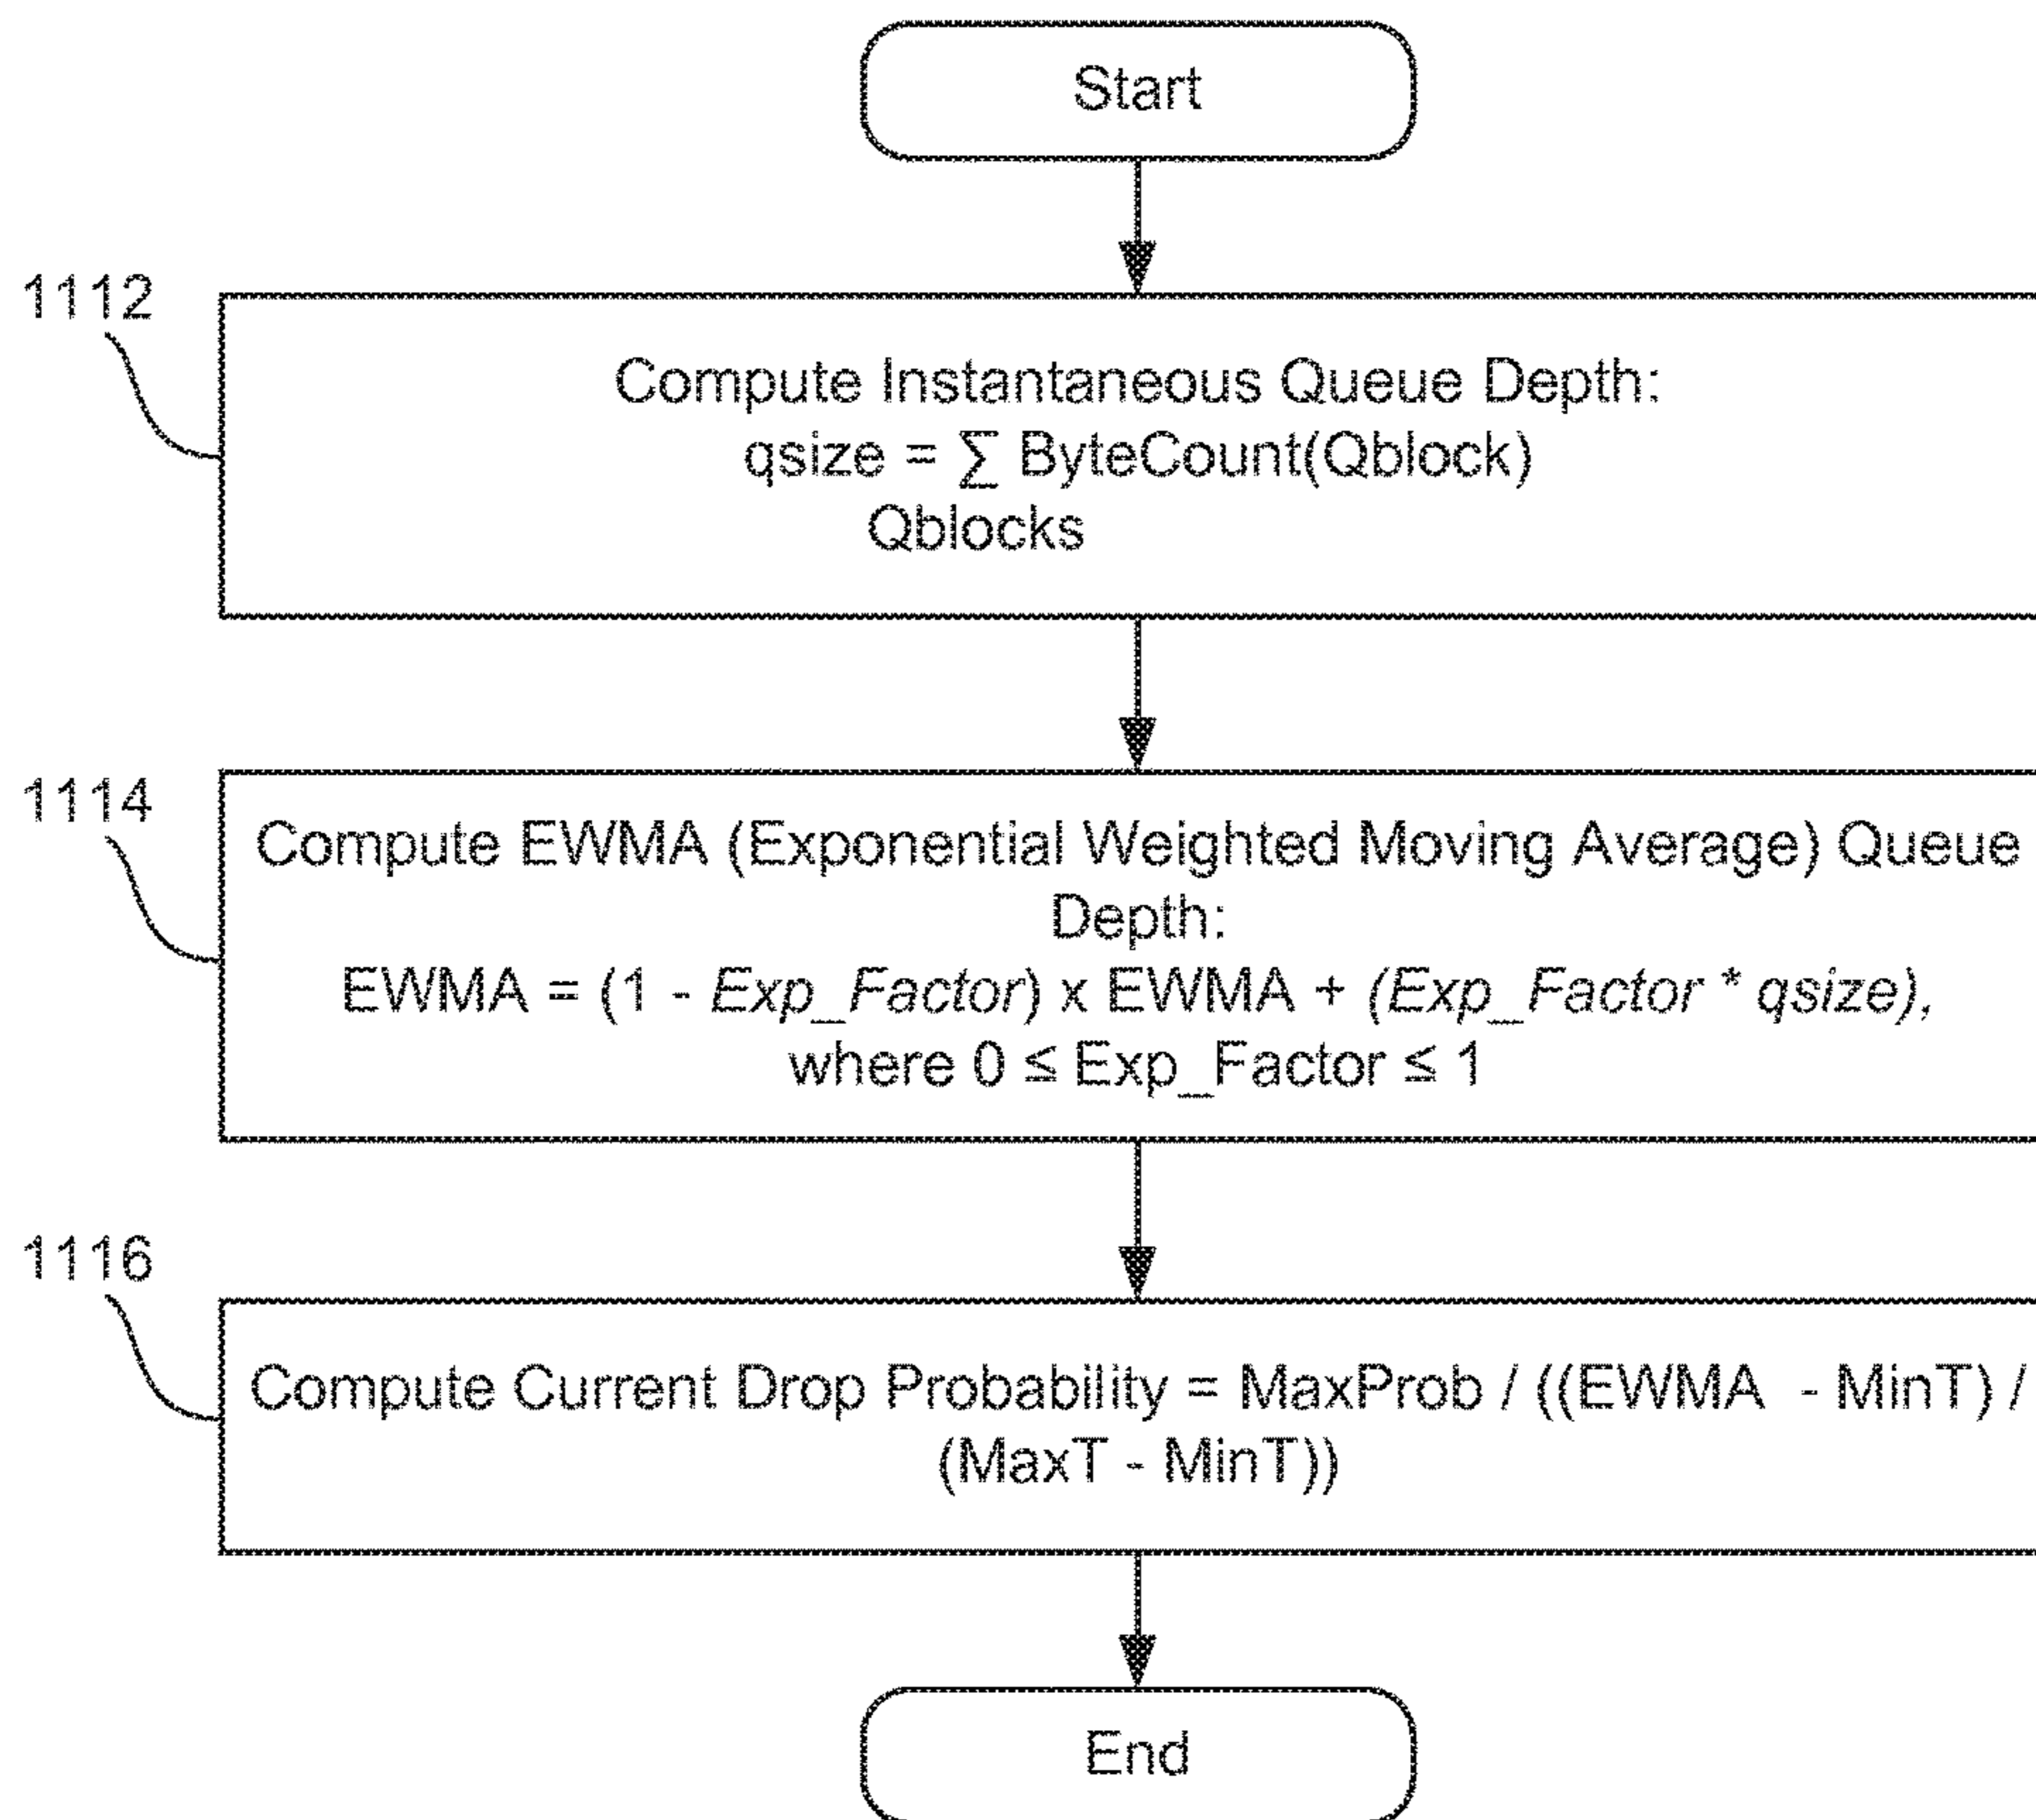 Start
1112
Compute Instantaneous Queue Depth:
qsize = ∑ ByteCount(Qblock)
Qblocks
1114
Compute EWMA (Exponential Weighted Moving Average) Queue
Depth:
EWMA = (1 - Exp_Factor) x EWMA + (Exp_Factor * qsize),
where 0 ≤ Exp_Factor ≤ 1
1116
Compute Current Drop Probability = MaxProb / ((EWMA - MinT) /
(MaxT - MinT))
End